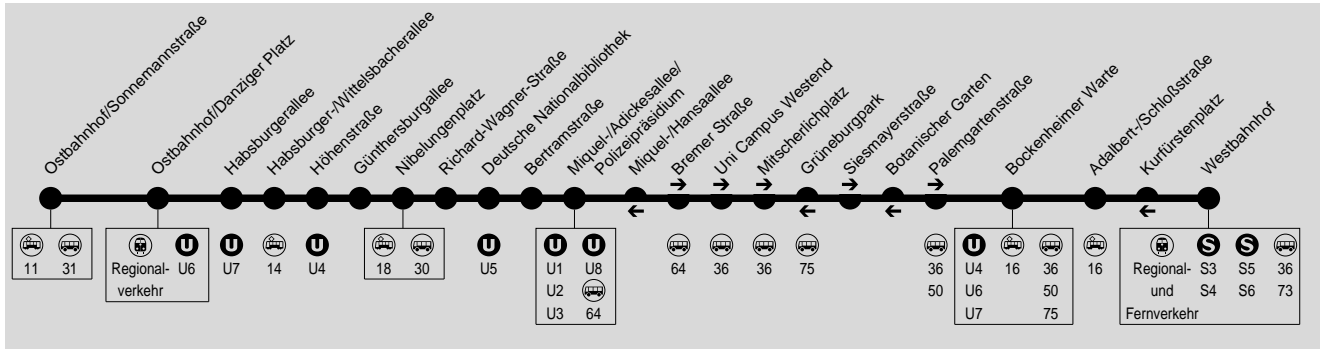 Ostbahnhof/Sonnemannstraße
Ostbahnhof/Danziger Platz
Habsburgerallee
Habsburger-/Wittelsbacherallee
Höhenstraße
Günthersburgallee
Nibelungenplatz
Richard-Wagner-Straße
Deutsche Nationalbibliothek
Bertramstraße
Miquel-/Adickesallee/
Polizeipräsidium
Miquel-/Hansaallee
Bremer Straße
Uni Campus Westend
Mitscherlichplatz
Grüneburgpark
Siesmayerstraße
Botanischer Garten
Palemgartenstraße
Bockenheimer Warte
Adalbert-/Schloßstraße
Kurfürstenplatz
Westbahnhof
11 31
U
Regional- U6
verkehr
U
U7
14
U
U4
18 30
U
U5
U U
U1 U8
U2
U3 64
64
36
36
75
36
50
U
U4 16 36
U6 50
U7 75
16
S S
Regional- S3 S5 36
und S4 S6 73
Fernverkehr